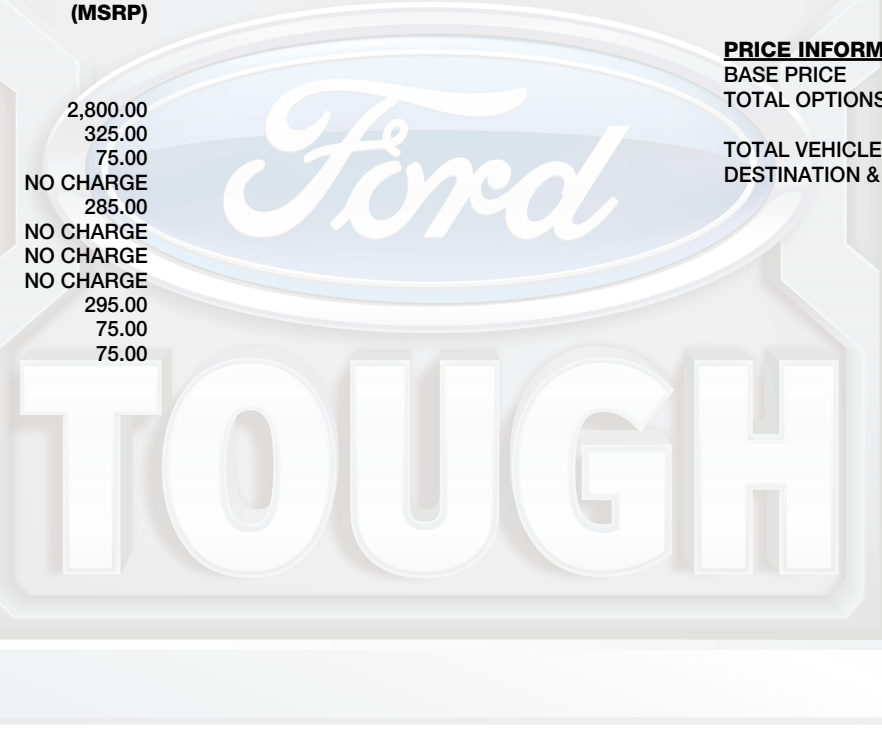 (MSRP)
2,800.00
325.00
75.00
NO CHARGE
285.00
NO CHARGE
NO CHARGE
NO CHARGE
295.00
75.00
75.00
PRICE INFORM
BASE PRICE
TOTAL OPTIONS
TOTAL VEHICLE
DESTINATION &
Ford
TOUGH